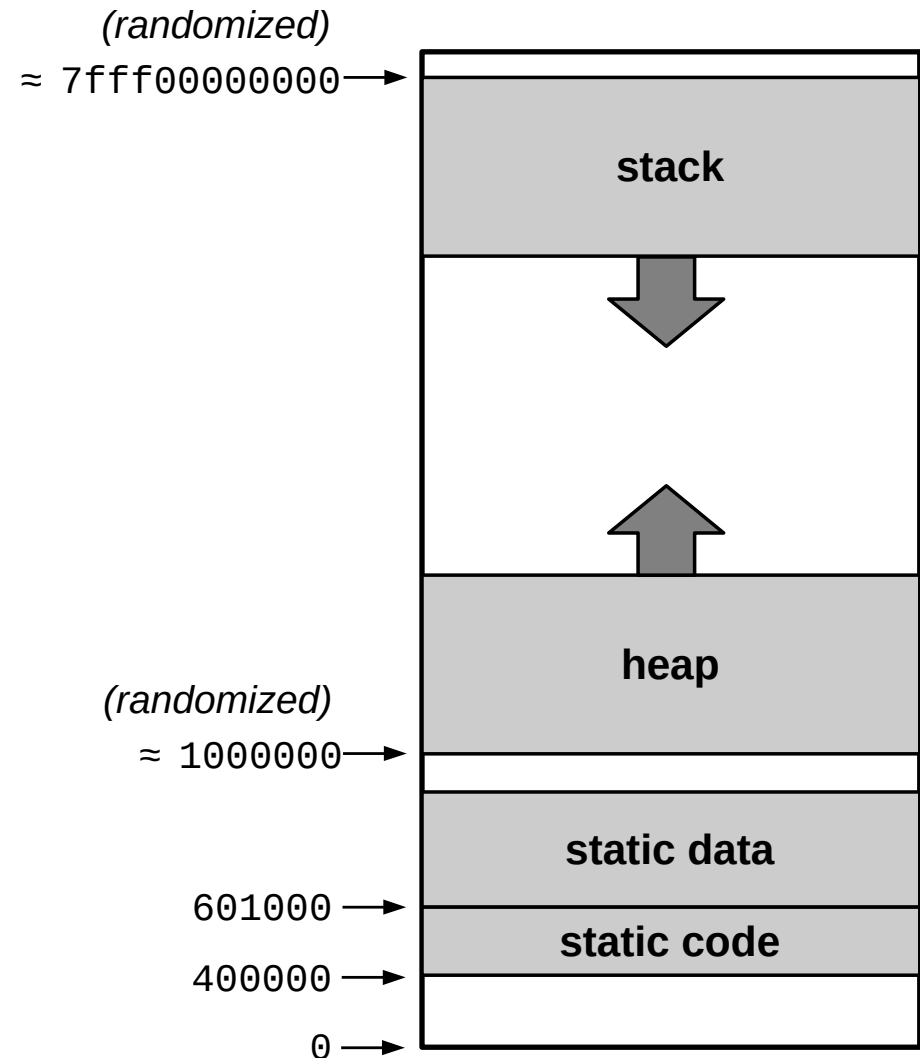 (randomized)
≈ 7fff00000000
stack
heap
(randomized)
≈ 1000000
static data
601000
static code
400000
0